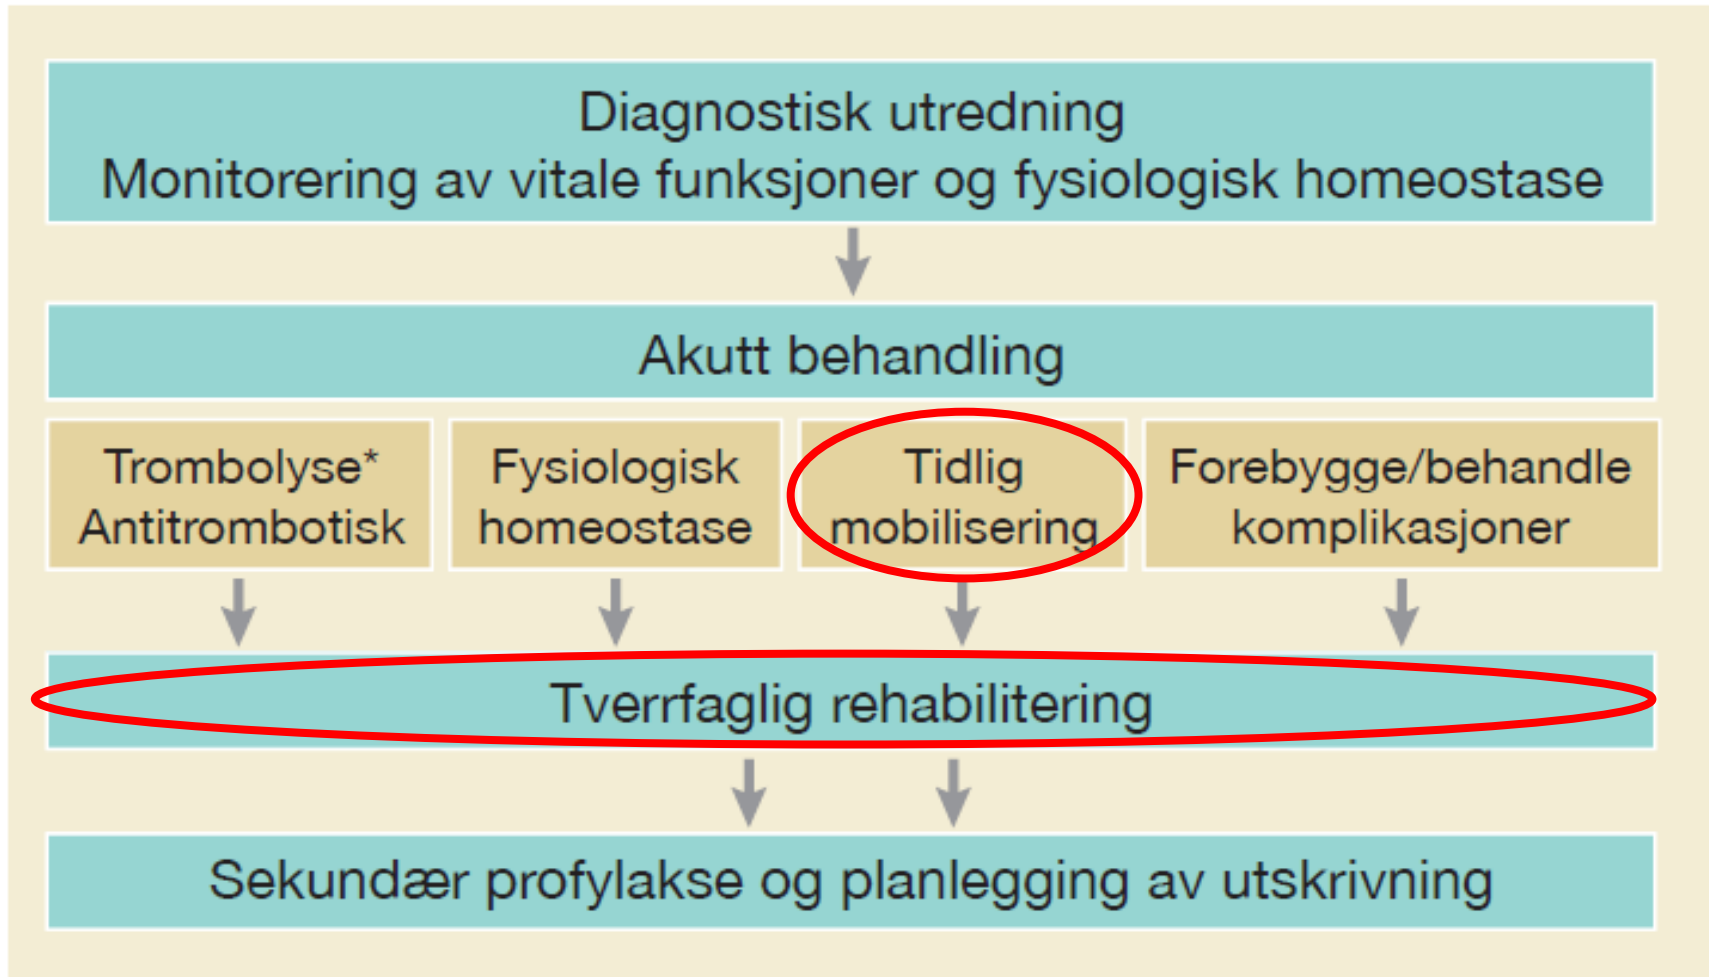 Diagnostisk utredning
Monitorering av vitale funksjoner og fysiologisk homeostase
Akutt behandling
Trombolyse*
Antitrombotisk
Fysiologisk
homeostase
Tidlig
mobilisering
Forebygge/behandle
komplikasjoner
Tverrfaglig rehabilitering
Sekundær profylakse og planlegging av utskrivning